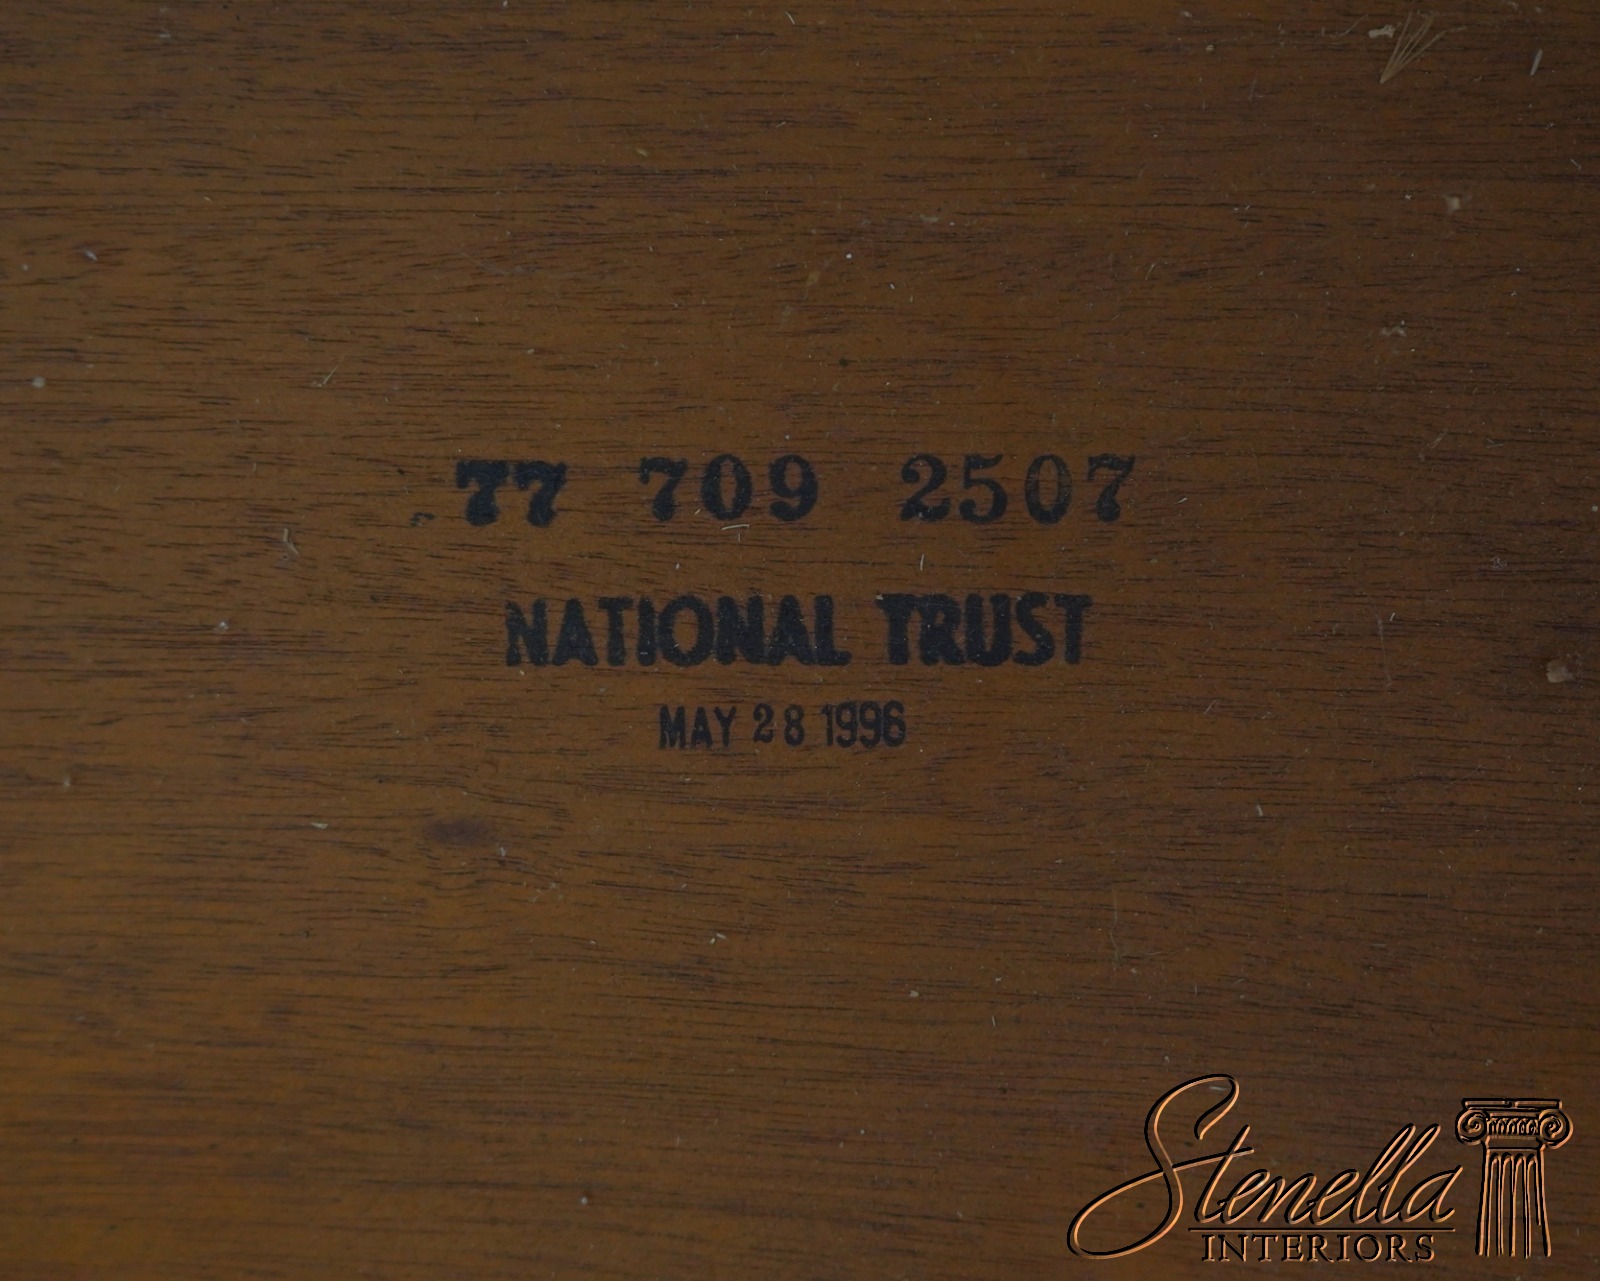 77 709 2507
NATIONAL TRUST
MAY 28 1996
Stenella
INTERIORS